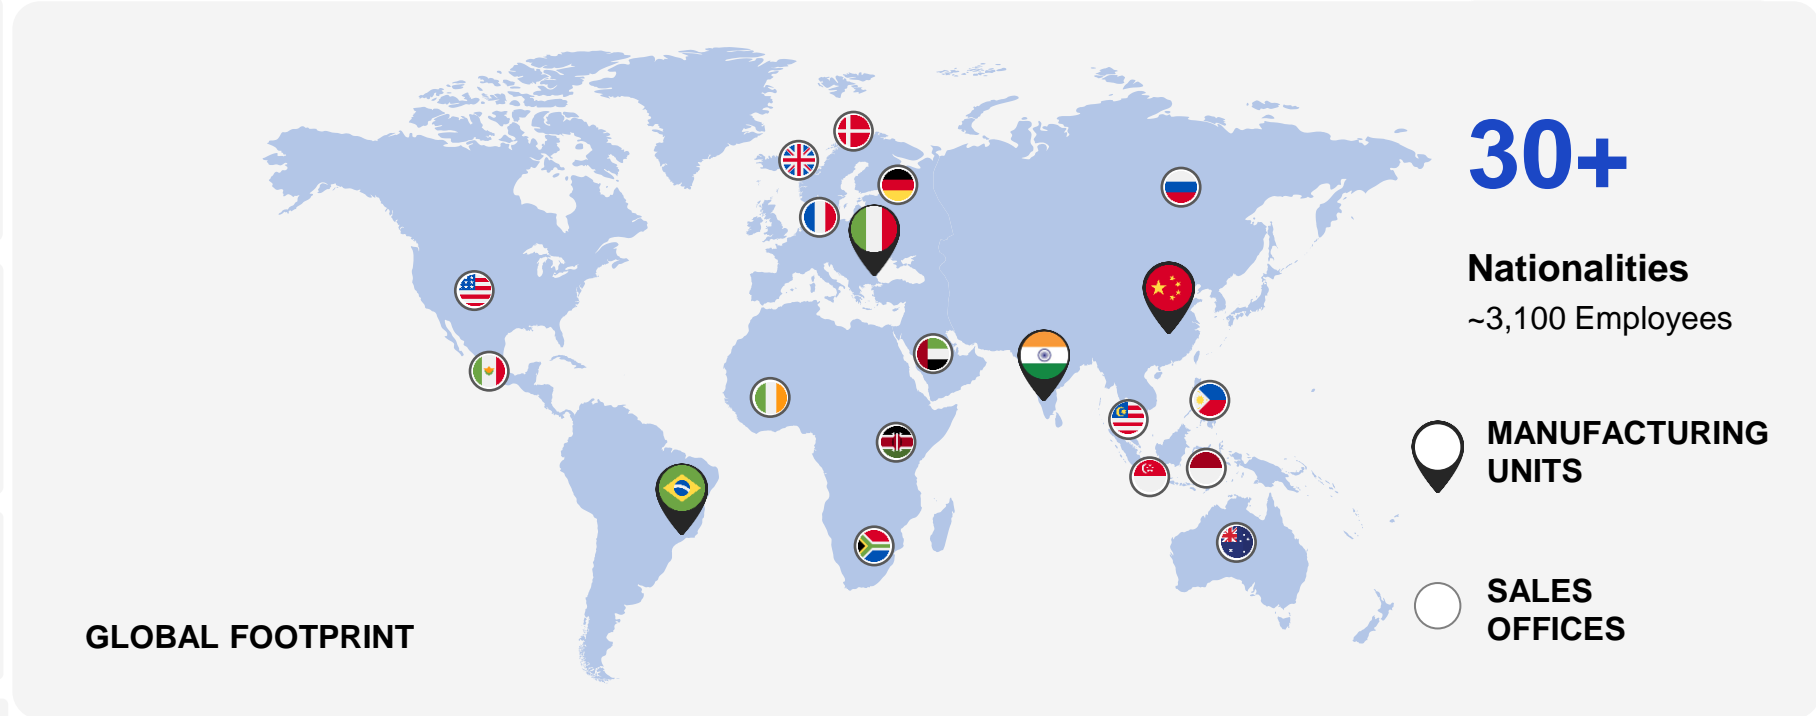 30+
Nationalities
~3,100 Employees
MANUFACTURING
UNITS
SALES
OFFICES
GLOBAL FOOTPRINT